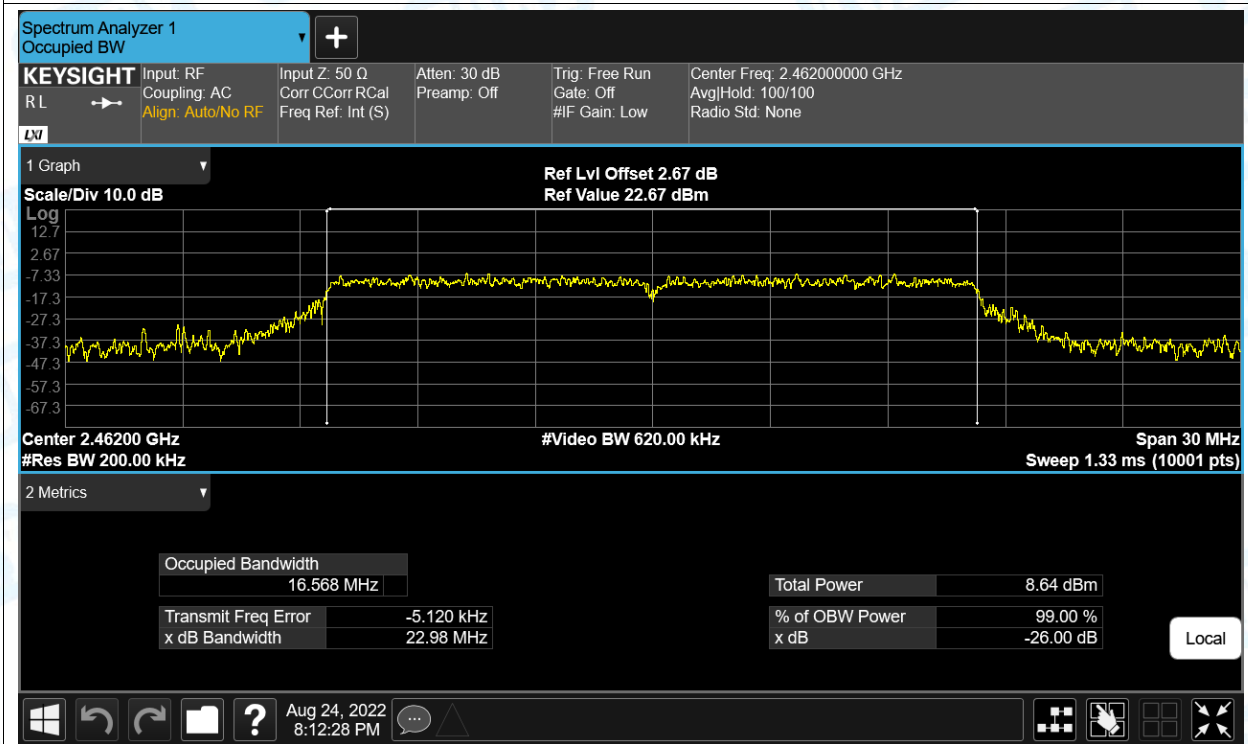 Spectrum Analyzer 1
Occupied BW
+
KEYSIGHT
R L
LXI
Input: RF
Coupling: AC
Align: Auto/No RF
Input Z: 50 Ω
Corr CCorr RCal
Freq Ref: Int (S)
Atten: 30 dB
Preamp: Off
Trig: Free Run
Gate: Off
#IF Gain: Low
Center Freq: 2.462000000 GHz
Avg|Hold: 100/100
Radio Std: None
1 Graph
Scale/Div 10.0 dB
Ref Lvl Offset 2.67 dB
Ref Value 22.67 dBm
Log
12.7
2.67
-7.33
-17.3
-27.3
-37.3
-47.3
-57.3
-67.3
Center 2.46200 GHz
#Video BW 620.00 kHz
Span 30 MHz
#Res BW 200.00 kHz
Sweep 1.33 ms (10001 pts)
2 Metrics
Occupied Bandwidth
16.568 MHz
Total Power 8.64 dBm
Transmit Freq Error -5.120 kHz
% of OBW Power 99.00 %
x dB Bandwidth 22.98 MHz
x dB -26.00 dB
Local
?
Aug 24, 2022
8:12:28 PM